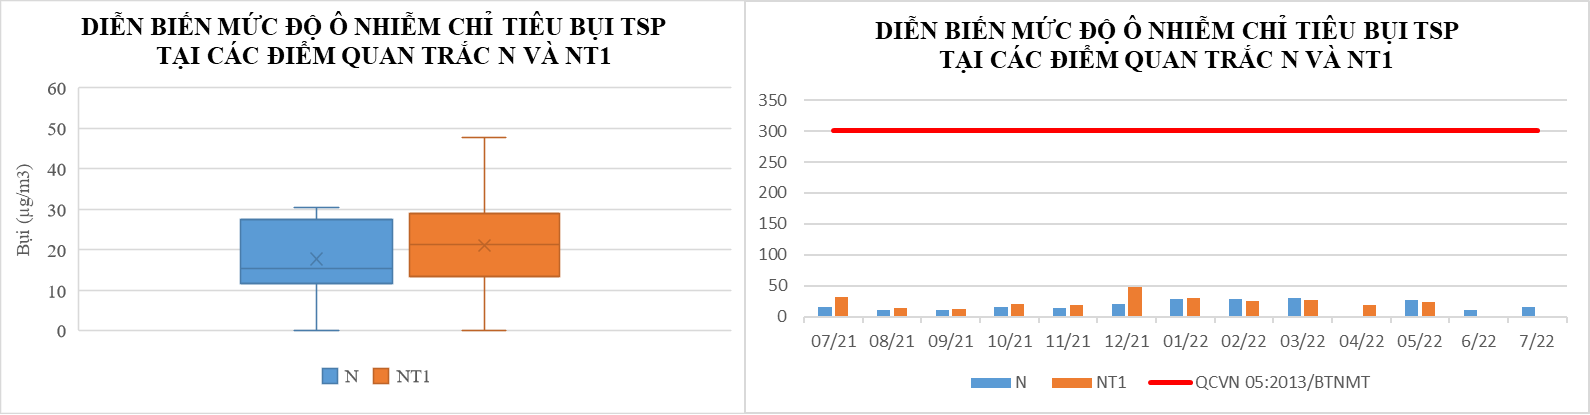 DIỄN BIẾN MỨC ĐỘ Ô NHIỄM CHỈ TIÊU BỤI TSP
TẠI CÁC ĐIỂM QUAN TRẮC N VÀ NT1
60
50
40
30
20
10
0
Bụi (µg/m3)
N NT1
DIỄN BIẾN MỨC ĐỘ Ô NHIỄM CHỈ TIÊU BỤI TSP
TẠI CÁC ĐIỂM QUAN TRẮC N VÀ NT1
350
300
250
200
150
100
50
0
07/21 08/21 09/21 10/21 11/21 12/21 01/22 02/22 03/22 04/22 05/22 6/22 7/22
N NT1 QCVN 05:2013/BTNMT